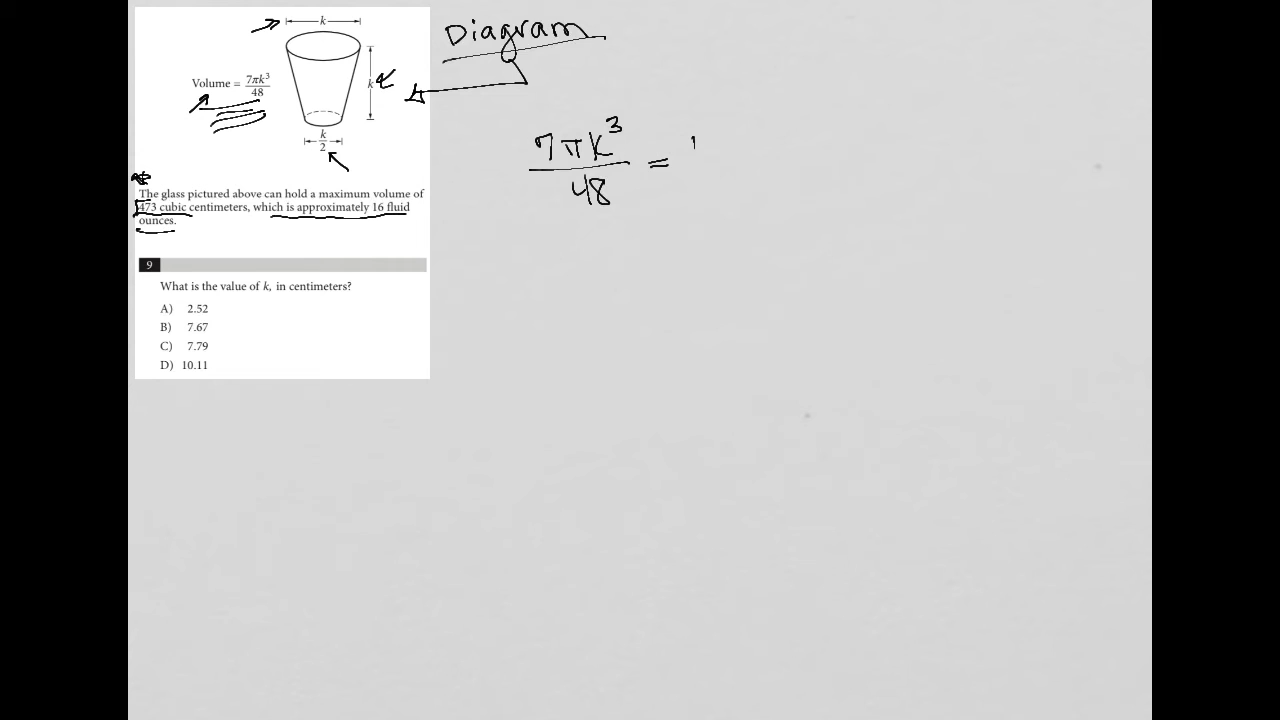 k
Diagram
Volume = 7πk³/48
k
k/2
7πk³/48 =
The glass pictured above can hold a maximum volume of
473 cubic centimeters, which is approximately 16 fluid
ounces.
9
What is the value of k, in centimeters?
A) 2.52
B) 7.67
C) 7.79
D) 10.11